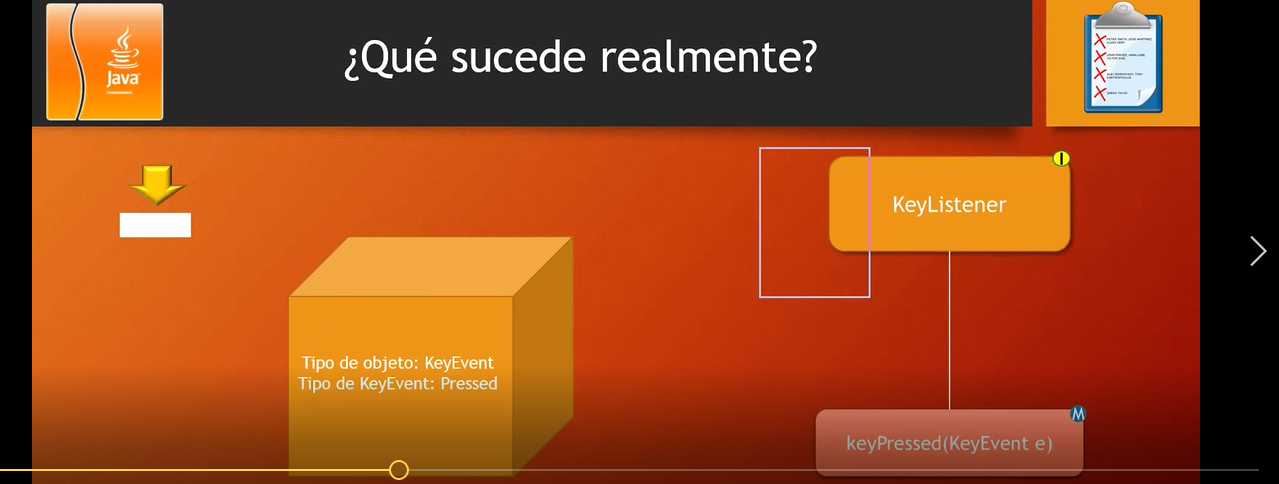 ¿Qué sucede realmente?
Java
KeyListener
I
Tipo de objeto: KeyEvent
Tipo de KeyEvent: Pressed
M
keyPressed(KeyEvent e)